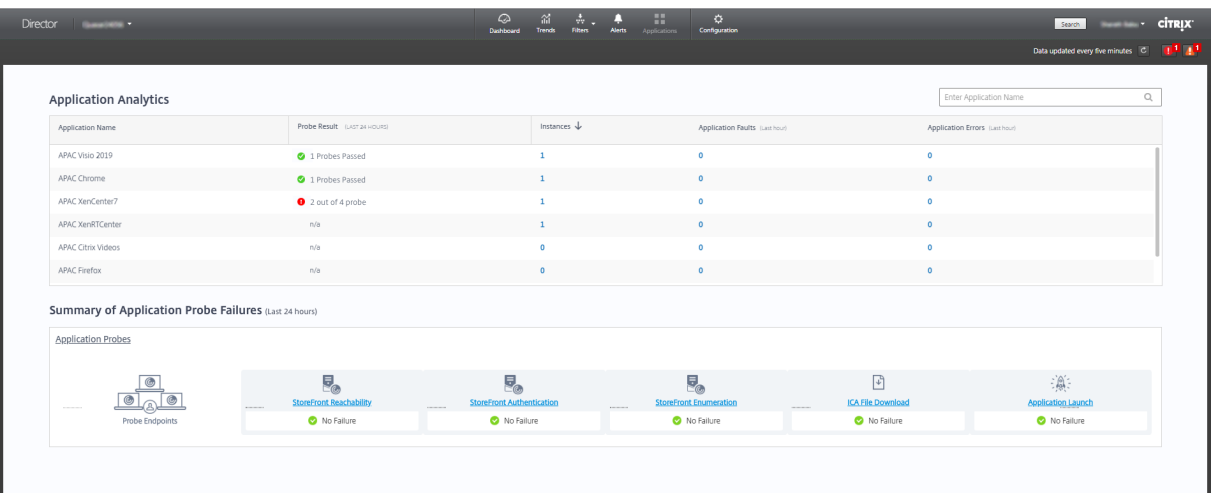 Director
Dashboard Trends Filters Alerts Applications Configuration
Search
CİTRIX
Data updated every five minutes 1 1
Application Analytics
Enter Application Name
Application Name Probe Result (LAST 24 HOURS) Instances Application Faults (Last hour) Application Errors (Last hour)
APAC Visio 2019 1 Probes Passed 1 0 0
APAC Chrome 1 Probes Passed 1 0 0
APAC XenCenter7 2 out of 4 probe 1 0 0
APAC XenRTCenter n/a 1 0 0
APAC Citrix Videos n/a 0 0 0
APAC Firefox n/a 0 0 0
Summary of Application Probe Failures (Last 24 hours)
Application Probes
Probe Endpoints
StoreFront Reachability StoreFront Authentication StoreFront Enumeration ICA File Download Application Launch
No Failure No Failure No Failure No Failure No Failure